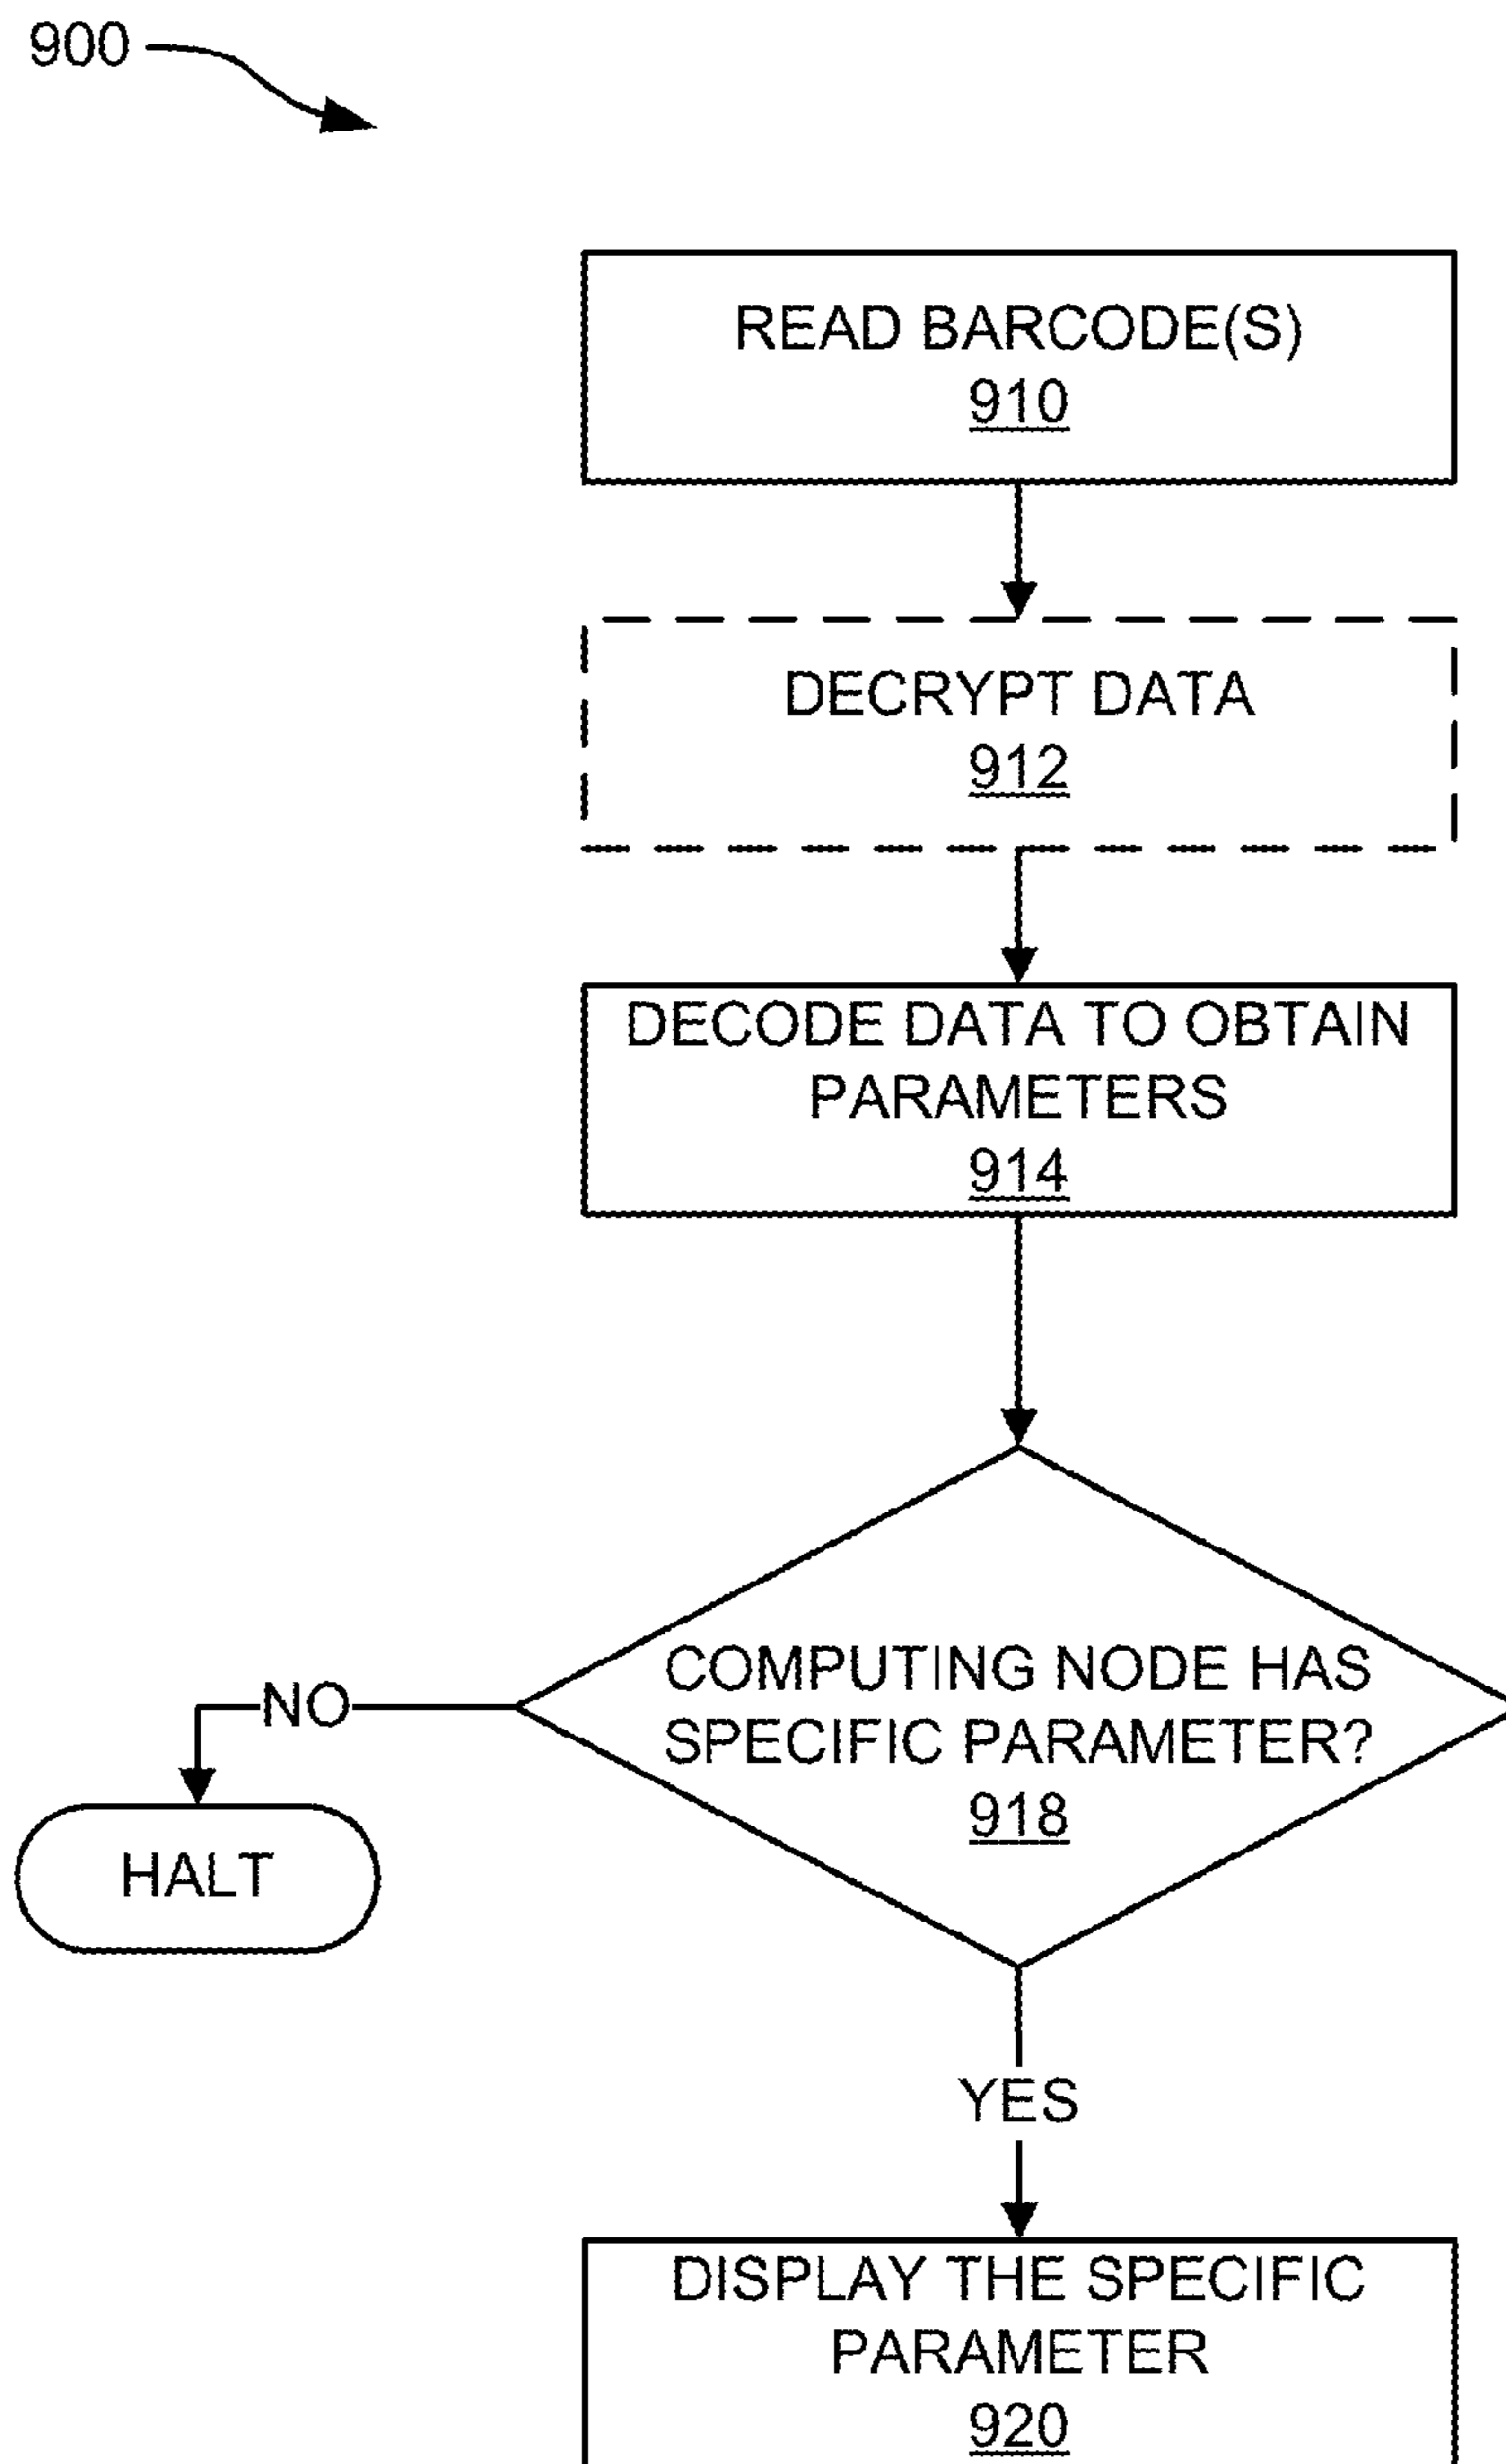 900
READ BARCODE(S)
910
DECRYPT DATA
912
DECODE DATA TO OBTAIN
PARAMETERS
914
COMPUTING NODE HAS
SPECIFIC PARAMETER?
918
NO
HALT
YES
DISPLAY THE SPECIFIC
PARAMETER
920